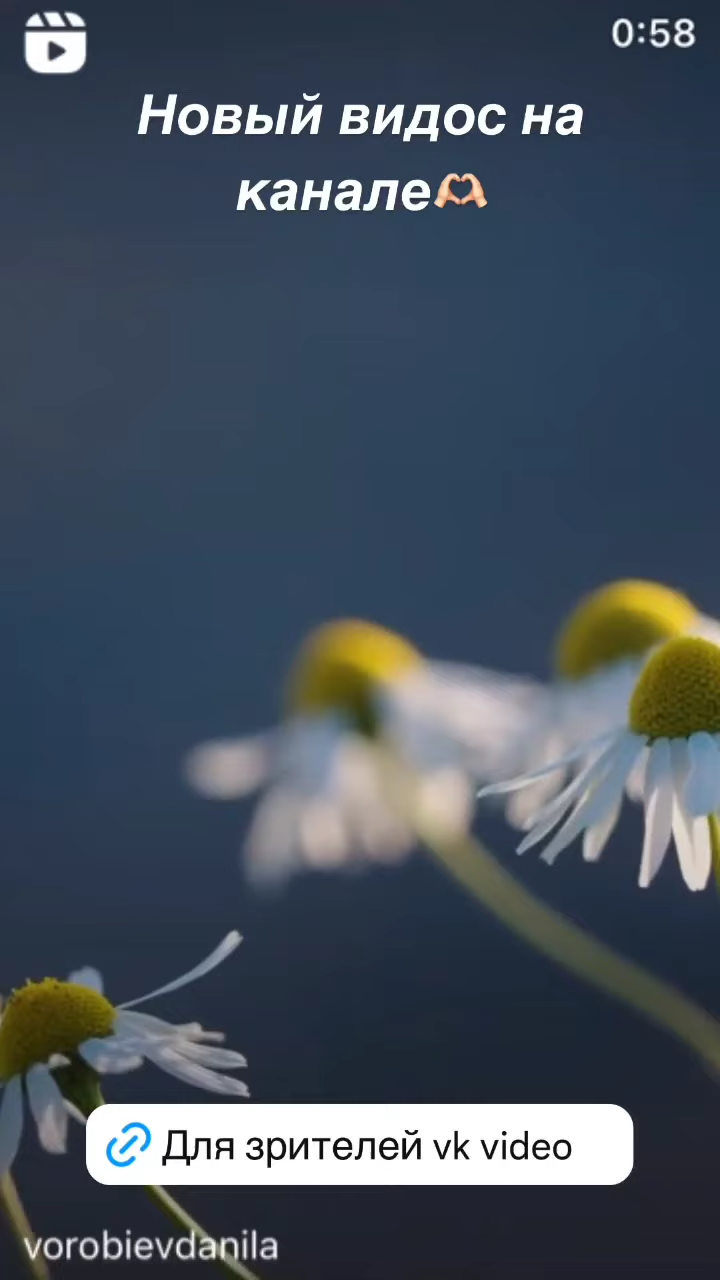 0:58
Новый видос на
канале🫶🏻
Для зрителей vk video
vorobievdanila